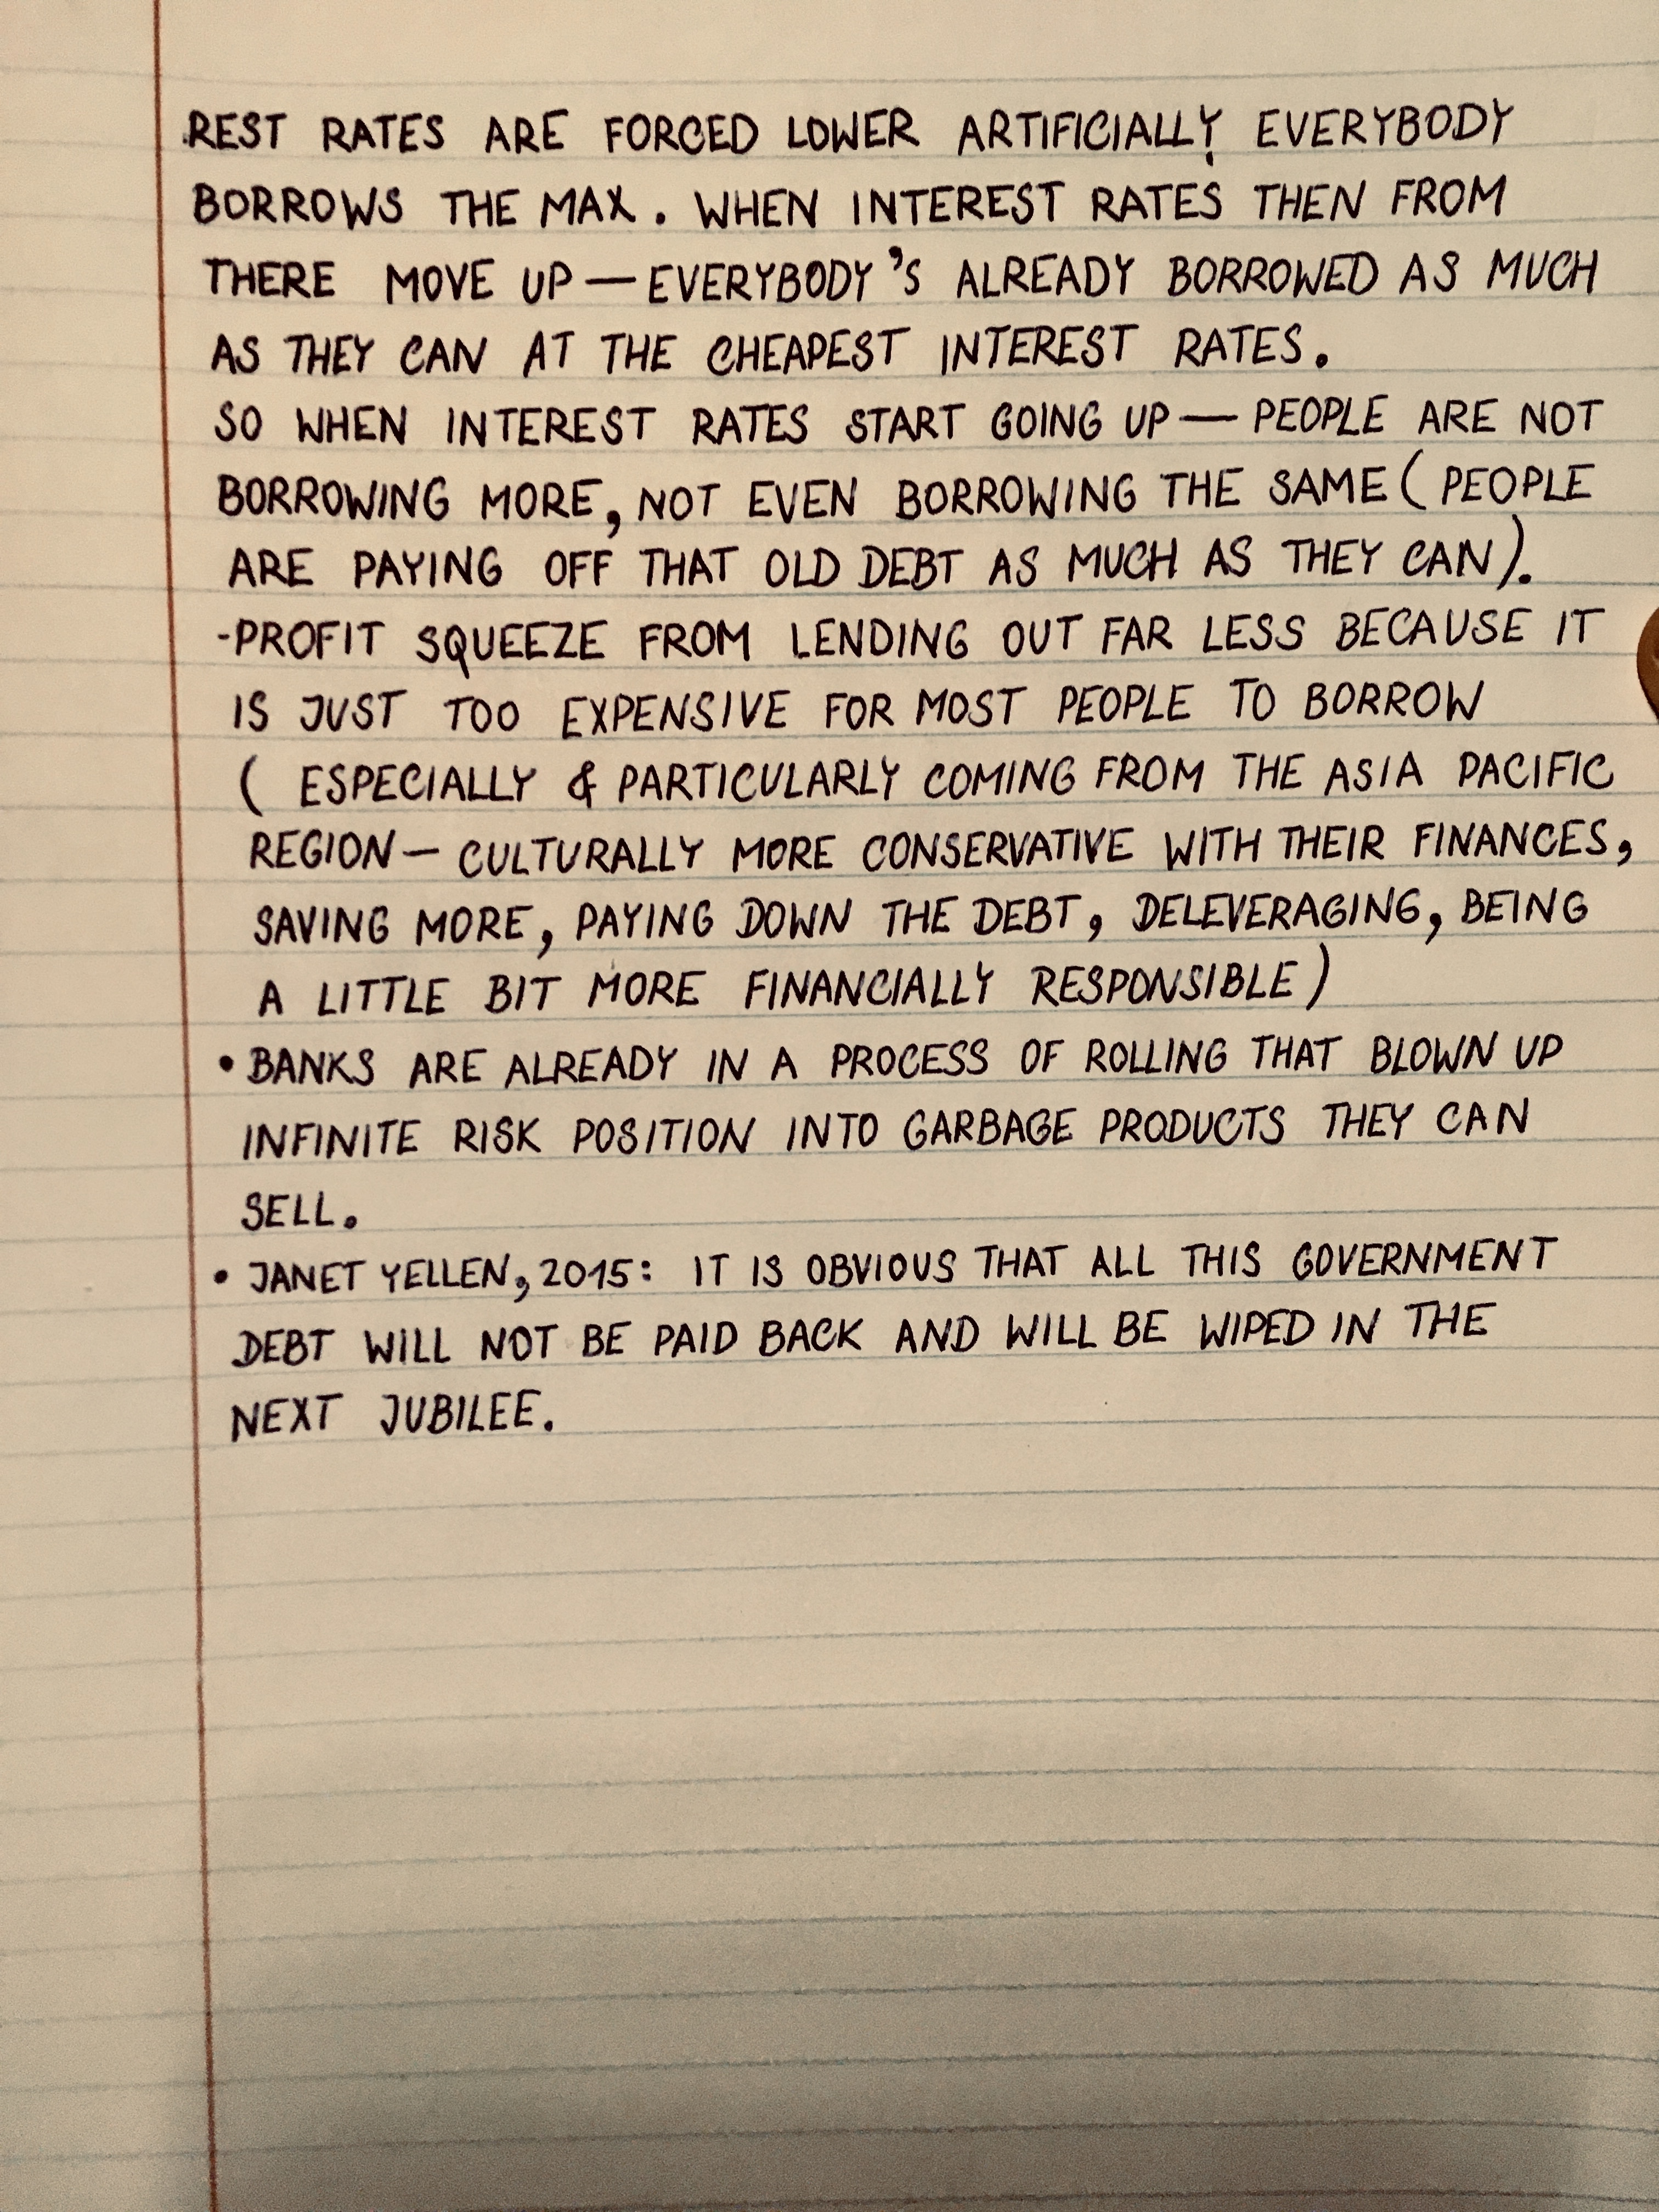 REST RATES ARE FORCED LOWER ARTIFICIALLY, EVERYBODY
BORROWS THE MAX. WHEN INTEREST RATES THEN FROM
THERE MOVE UP — EVERYBODY'S ALREADY BORROWED AS MUCH
AS THEY CAN AT THE CHEAPEST INTEREST RATES.
SO WHEN INTEREST RATES START GOING UP — PEOPLE ARE NOT
BORROWING MORE, NOT EVEN BORROWING THE SAME (PEOPLE
ARE PAYING OFF THAT OLD DEBT AS MUCH AS THEY CAN).
-PROFIT SQUEEZE FROM LENDING OUT FAR LESS BECAUSE IT
IS JUST TOO EXPENSIVE FOR MOST PEOPLE TO BORROW
( ESPECIALLY & PARTICULARLY COMING FROM THE ASIA PACIFIC
REGION — CULTURALLY MORE CONSERVATIVE WITH THEIR FINANCES,
SAVING MORE, PAYING DOWN THE DEBT, DELEVERAGING, BEING
A LITTLE BIT MORE FINANCIALLY RESPONSIBLE)
• BANKS ARE ALREADY IN A PROCESS OF ROLLING THAT BLOWN UP
INFINITE RISK POSITION INTO GARBAGE PRODUCTS THEY CAN
SELL.
• JANET YELLEN, 2015: IT IS OBVIOUS THAT ALL THIS GOVERNMENT
DEBT WILL NOT BE PAID BACK AND WILL BE WIPED IN THE
NEXT JUBILEE.